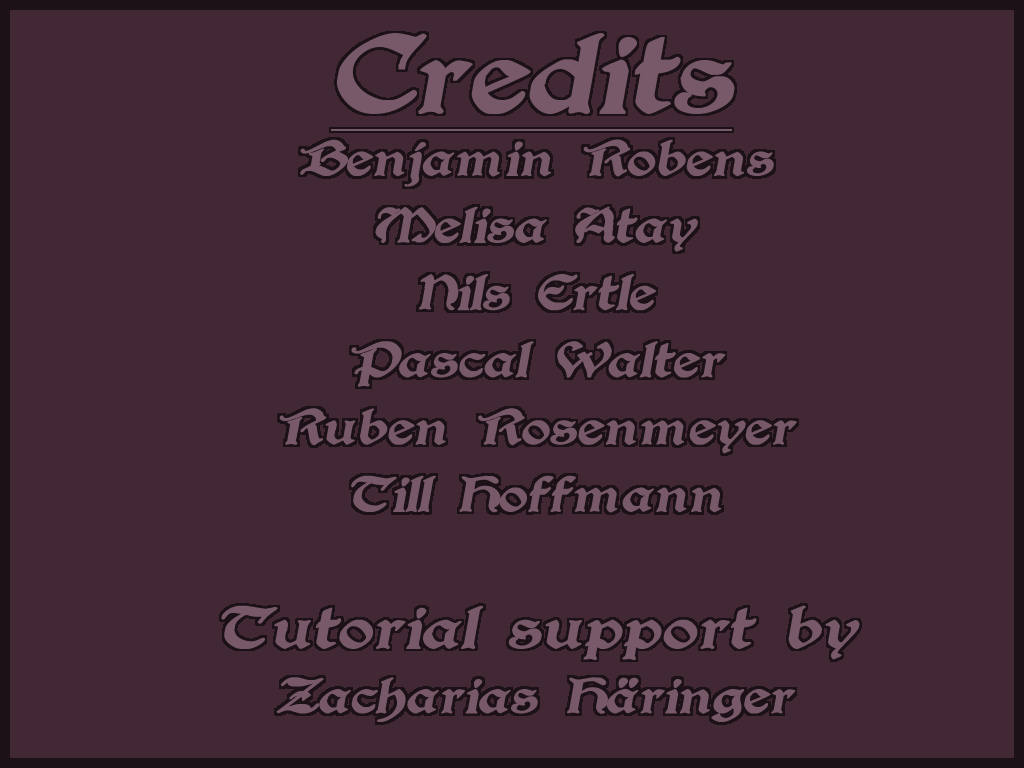 Credits
Benjamin Robens
Melisa Atay
Nils Ertle
Pascal Walter
Ruben Rosenmeyer
Till Hoffmann
Tutorial support by
Zacharias Häringer